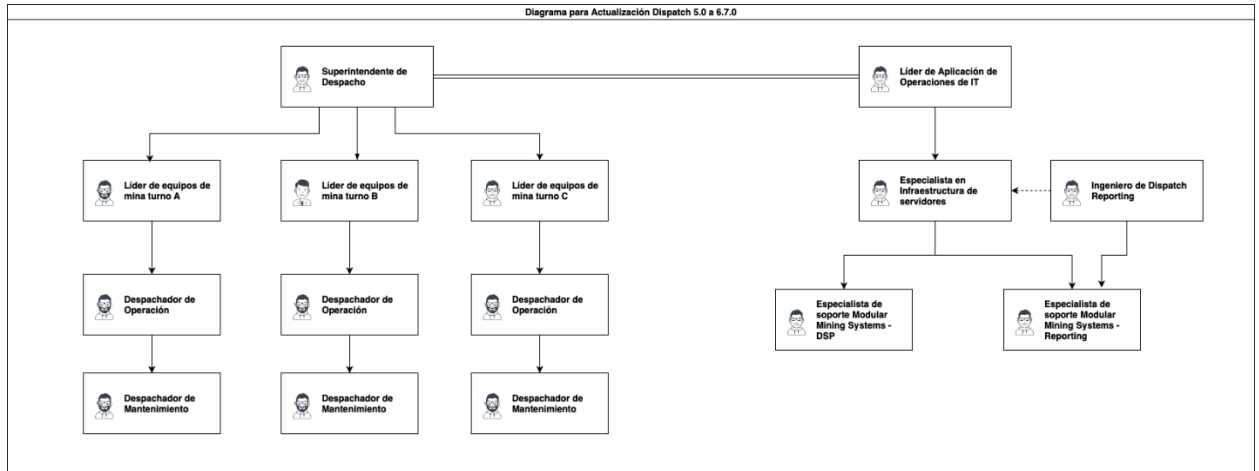 Diagrama para Actualización Dispatch 5.0 a 6.7.0
Superintendente de
Despacho
Líder de Aplicación de
Operaciones de IT
Líder de equipos de
mina turno A
Líder de equipos de
mina turno B
Líder de equipos de
mina turno C
Especialista en
Infraestructura de
servidores
Ingeniero de Dispatch
Reporting
Despachador de
Operación
Despachador de
Operación
Despachador de
Operación
Especialista de
soporte Modular
Mining Systems -
DSP
Especialista de
soporte Modular
Mining Systems -
Reporting
Despachador de
Mantenimiento
Despachador de
Mantenimiento
Despachador de
Mantenimiento